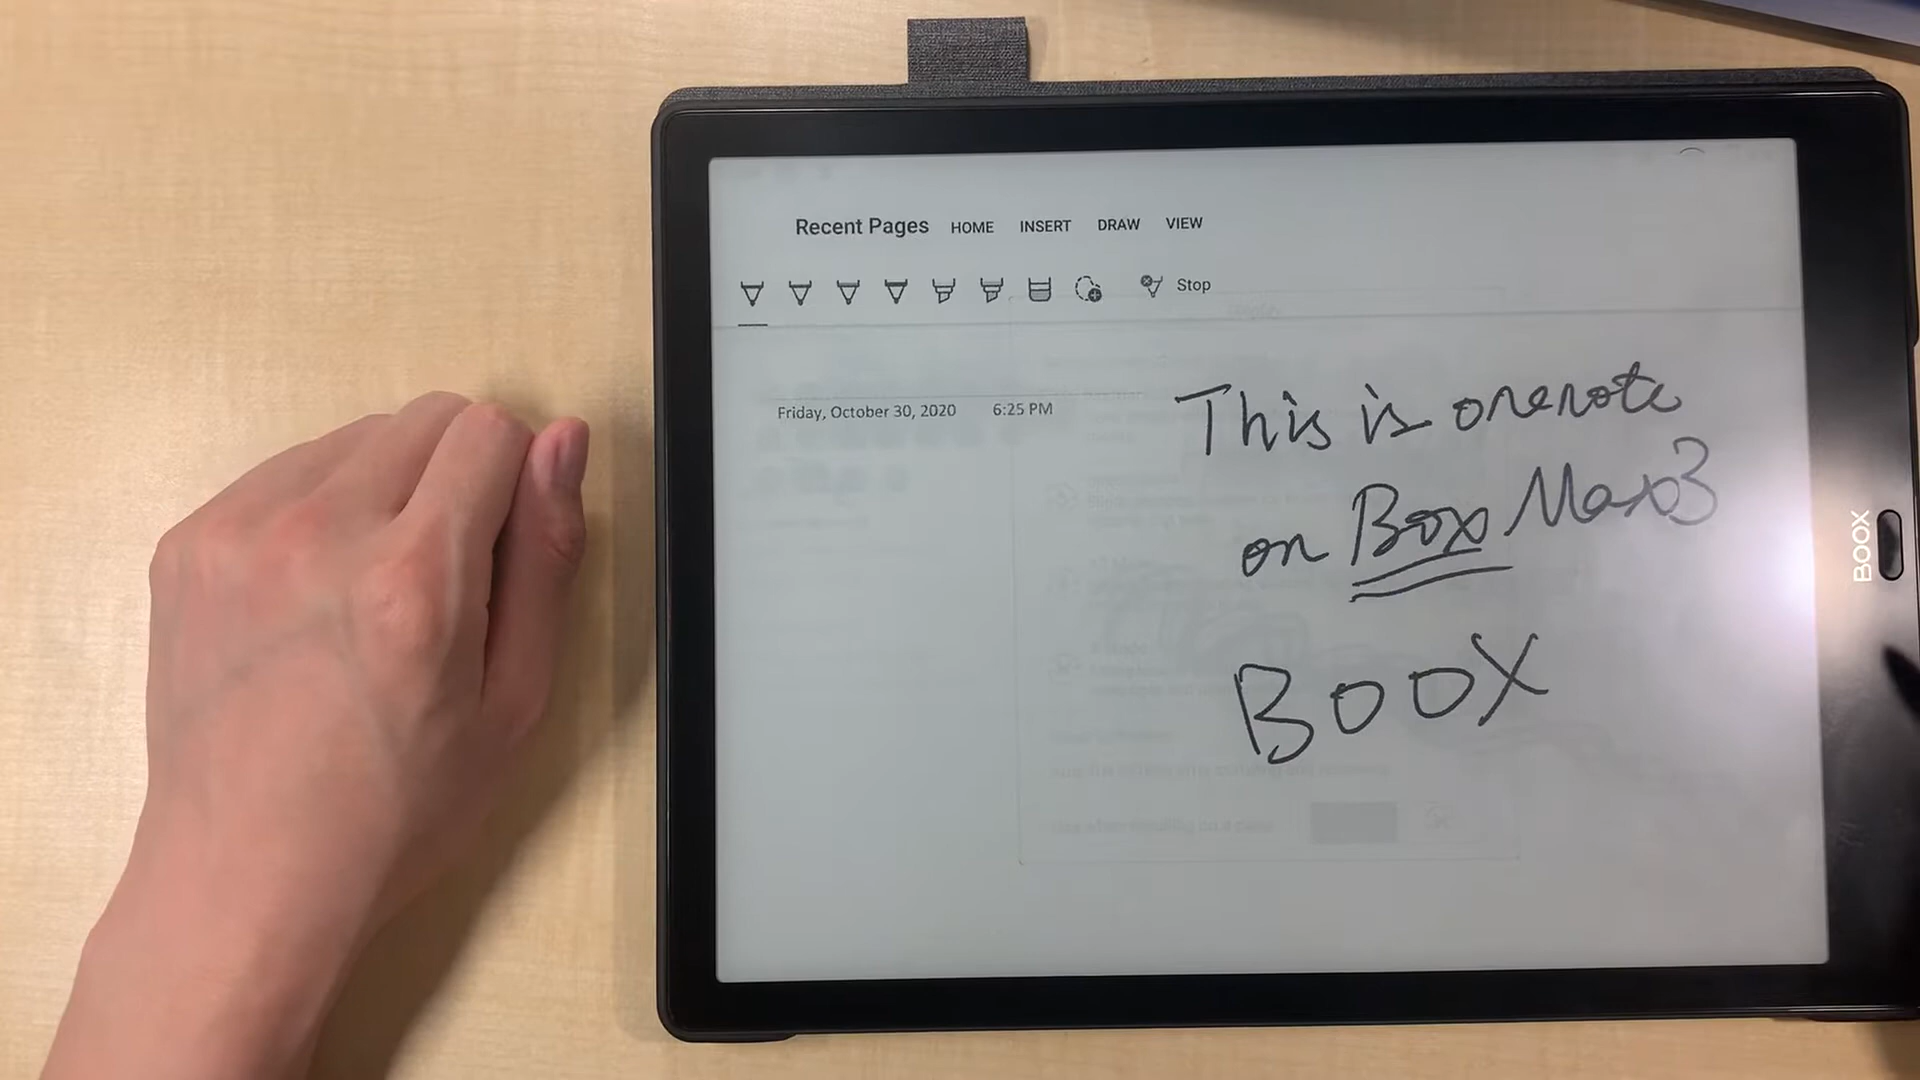 Recent Pages HOME INSERT DRAW VIEW
Stop
Friday, October 30, 2020 6:25 PM
This is onenote
on Box Max3
BOOX
BOOX